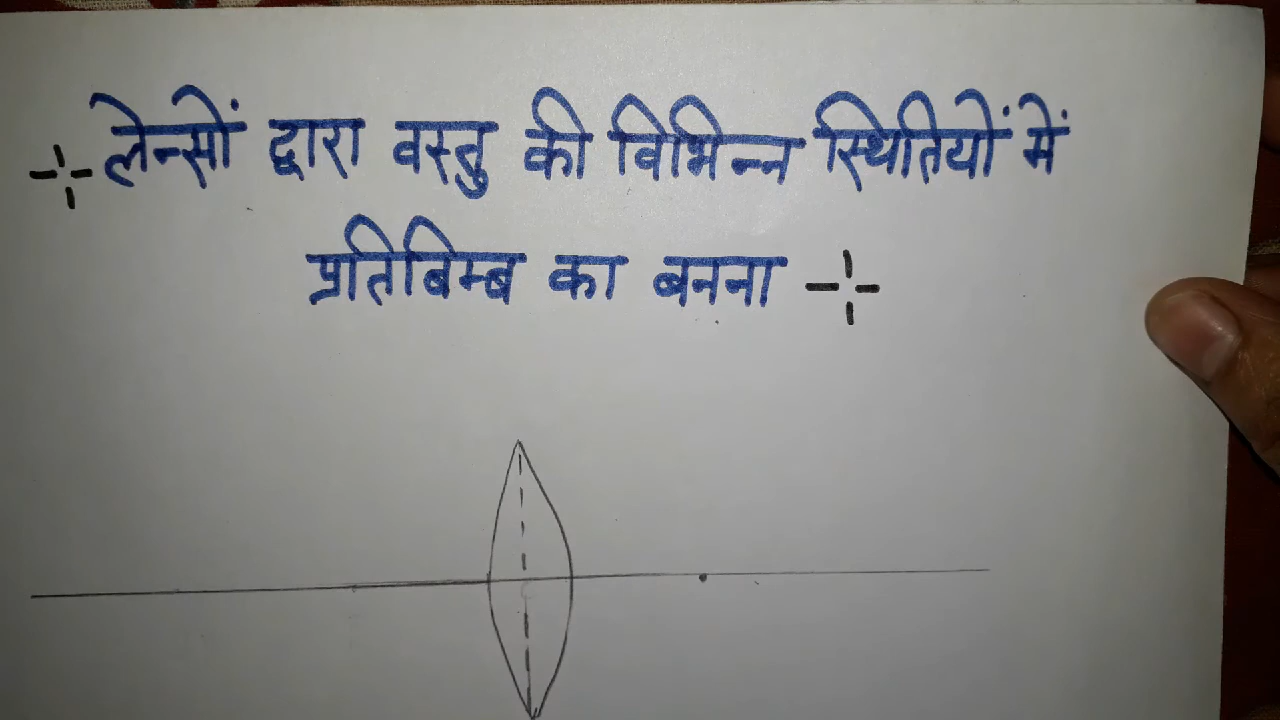 लेन्सों द्वारा वस्तु की विभिन्न स्थितियों में
प्रतिबिम्ब का बनना